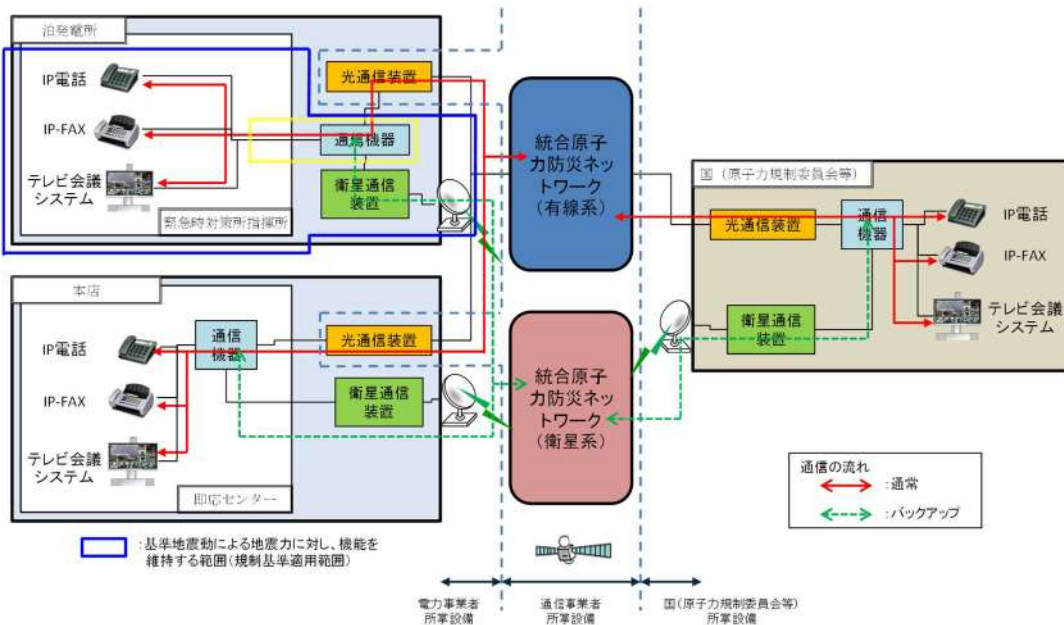 泊発電所
IP電話
IP-FAX
テレビ会議
システム
緊急時対策所指揮所
光通信装置
通信機器
衛星通信
装置
本店
IP電話
IP-FAX
テレビ会議
システム
即応センター
通信
機器
光通信装置
衛星通信
装置
統合原子
力防災ネッ
トワーク
(有線系)
統合原子
力防災ネッ
トワーク
(衛星系)
国(原子力規制委員会等)
光通信装置
通信
機器
衛星通信
装置
IP電話
IP-FAX
テレビ会議
システム
通信の流れ
:通常
:バックアップ
:基準地震動による地震力に対し、機能を
維持する範囲(規制基準適用範囲)
電力事業者
所掌設備
通信事業者
所掌設備
国(原子力規制委員会等)
所掌設備